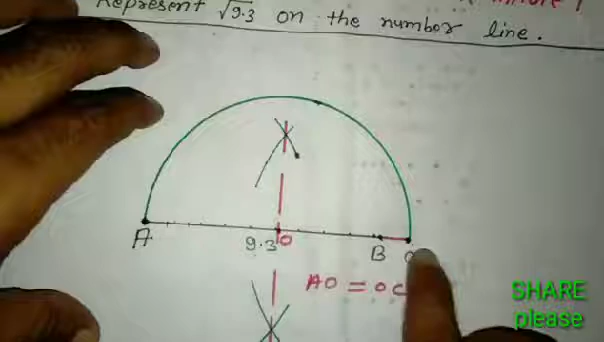 Represent √9.3 on the number line.
A
9.3
O
B
AO = OC
SHARE
please